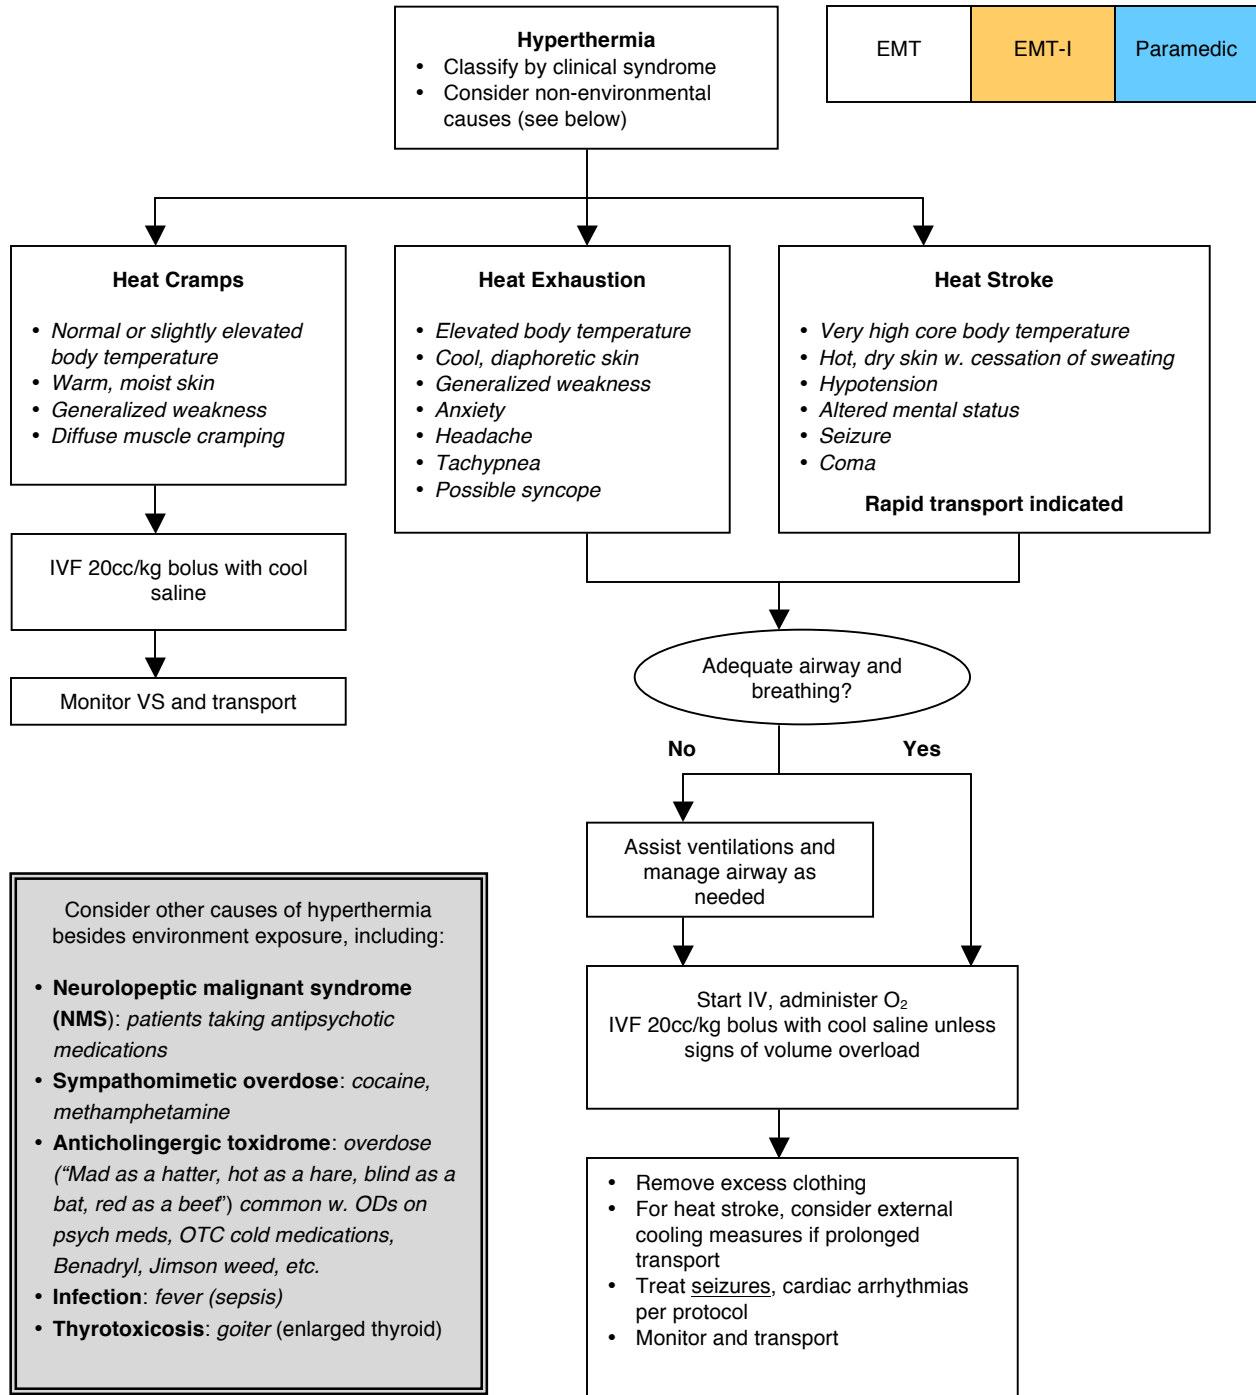 Hyperthermia
• Classify by clinical syndrome
• Consider non-environmental
causes (see below)
EMT
EMT-I
Paramedic
Heat Cramps
• Normal or slightly elevated
body temperature
• Warm, moist skin
• Generalized weakness
• Diffuse muscle cramping
Heat Exhaustion
• Elevated body temperature
• Cool, diaphoretic skin
• Generalized weakness
• Anxiety
• Headache
• Tachypnea
• Possible syncope
Heat Stroke
• Very high core body temperature
• Hot, dry skin w. cessation of sweating
• Hypotension
• Altered mental status
• Seizure
• Coma
Rapid transport indicated
IVF 20cc/kg bolus with cool
saline
Monitor VS and transport
Adequate airway and
breathing?
No
Yes
Assist ventilations and
manage airway as
needed
Start IV, administer O₂
IVF 20cc/kg bolus with cool saline unless
signs of volume overload
• Remove excess clothing
• For heat stroke, consider external
cooling measures if prolonged
transport
• Treat seizures, cardiac arrhythmias
per protocol
• Monitor and transport
Consider other causes of hyperthermia
besides environment exposure, including:
• Neurolopeptic malignant syndrome
(NMS): patients taking antipsychotic
medications
• Sympathomimetic overdose: cocaine,
methamphetamine
• Anticholingergic toxidrome: overdose
(“Mad as a hatter, hot as a hare, blind as a
bat, red as a beef”) common w. ODs on
psych meds, OTC cold medications,
Benadryl, Jimson weed, etc.
• Infection: fever (sepsis)
• Thyrotoxicosis: goiter (enlarged thyroid)